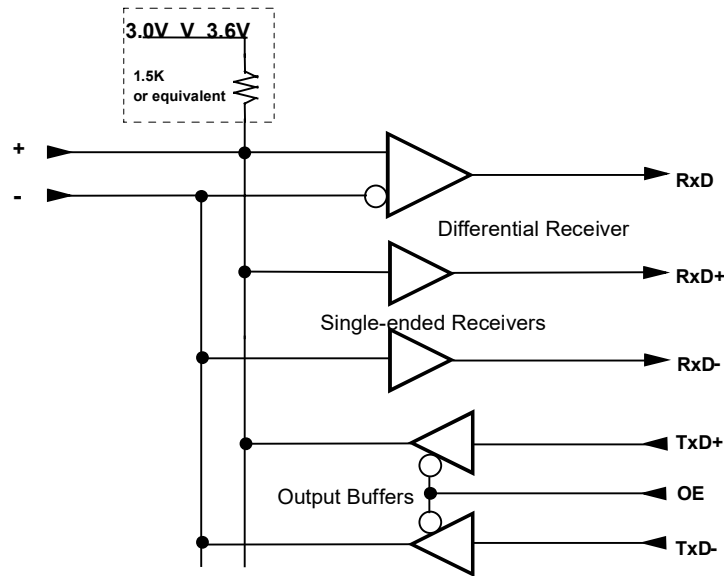 3.0V V 3.6V
1.5K
or equivalent
+
-
RxD
Differential Receiver
RxD+
Single-ended Receivers
RxD-
TxD+
Output Buffers
OE
TxD-